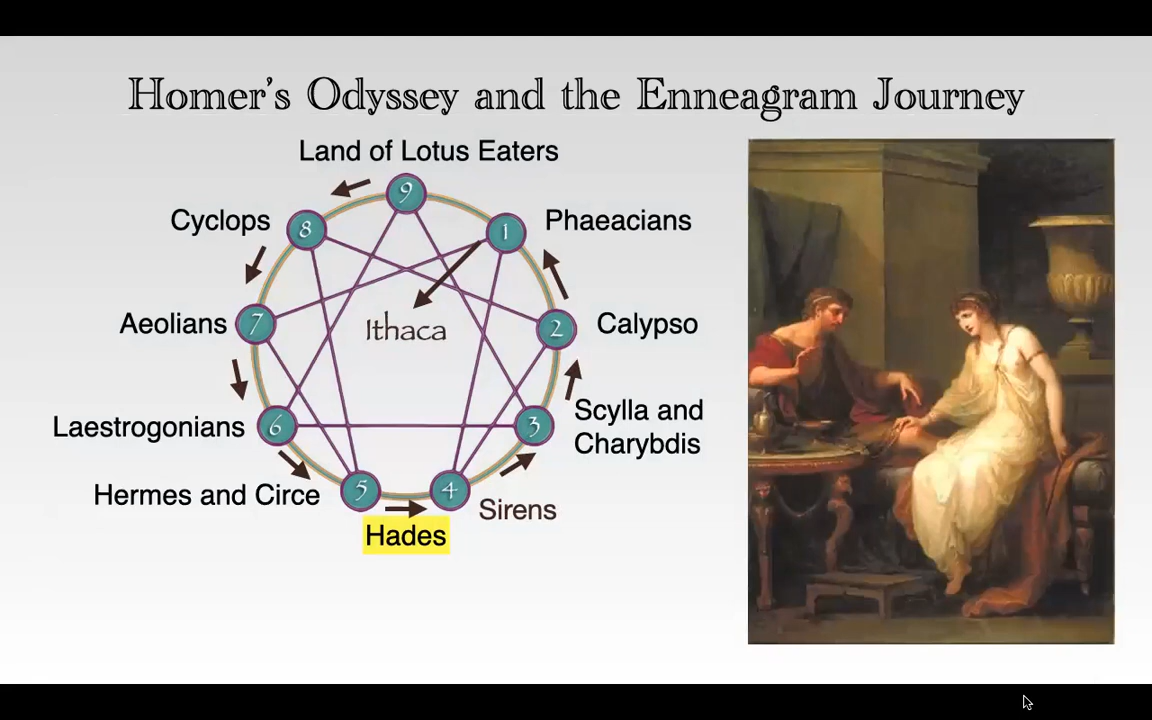 Homer's Odyssey and the Enneagram Journey
Land of Lotus Eaters
9
Cyclops
8
1
Phaeacians
Aeolians
7
Ithaca
2
Calypso
Laestrogonians
6
3
Scylla and
Charybdis
Hermes and Circe
5
4
Sirens
Hades